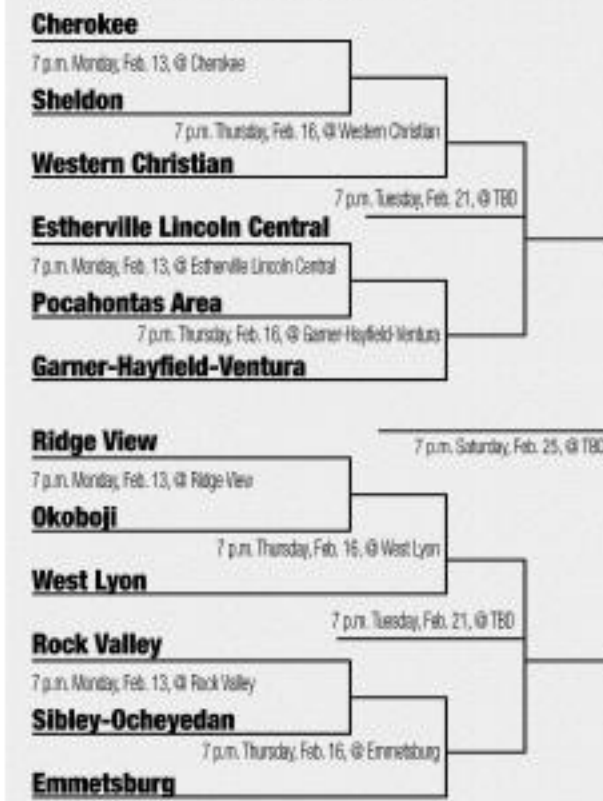 Cherokee
7 p.m. Monday, Feb. 13, @ Cherokee
Sheldon
7 p.m. Thursday, Feb. 16, @ Western Christian
Western Christian
7 p.m. Tuesday, Feb. 21, @ TBD
Estherville Lincoln Central
7 p.m. Monday, Feb. 13, @ Estherville Lincoln Central
Pocahontas Area
7 p.m. Thursday, Feb. 16, @ Garner-Hayfield-Ventura
Garner-Hayfield-Ventura
Ridge View
7 p.m. Saturday, Feb. 25, @ TBD
7 p.m. Monday, Feb. 13, @ Ridge View
Okoboji
7 p.m. Thursday, Feb. 16, @ West Lyon
West Lyon
7 p.m. Tuesday, Feb. 21, @ TBD
Rock Valley
7 p.m. Monday, Feb. 13, @ Rock Valley
Sibley-Ocheyedan
7 p.m. Thursday, Feb. 16, @ Emmetsburg
Emmetsburg